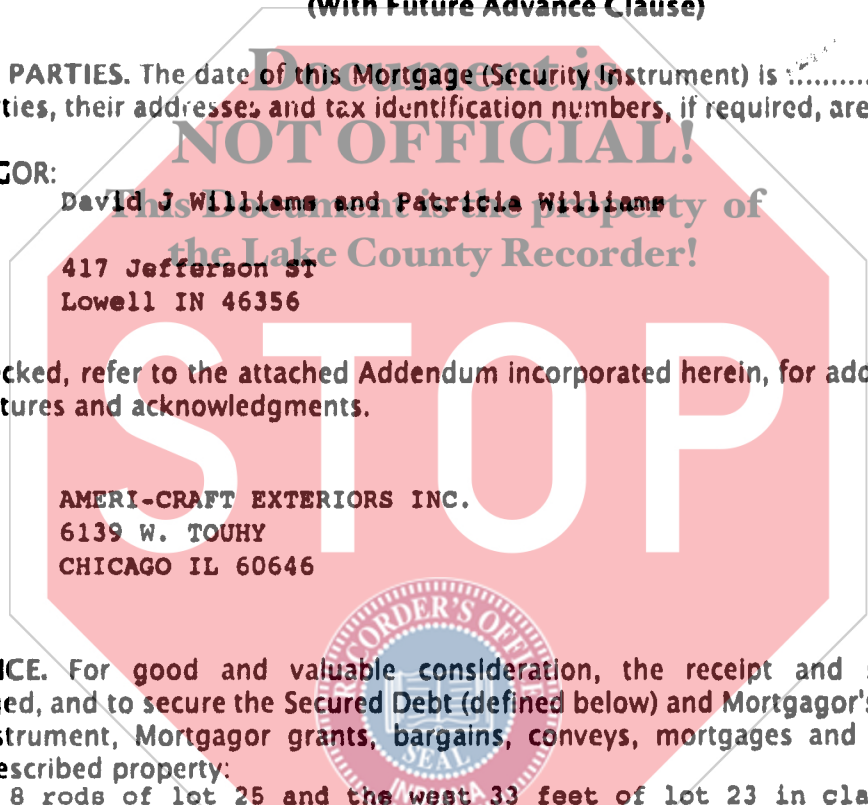 (With Future Advance Clause)
Document is
PARTIES. The date of this Mortgage (Security Instrument) is ..........
ties, their addresses and tax identification numbers, if required, are
NOT OFFICIAL!
GOR:
David J Williams and Patricia Williams
This Document is the property of
the Lake County Recorder!
417 Jefferson ST
Lowell IN 46356
STOP
cked, refer to the attached Addendum incorporated herein, for add
tures and acknowledgments.
AMERI-CRAFT EXTERIORS INC.
6139 W. TOUHY
CHICAGO IL 60646
RECORDER'S OFFICE
NCE. For good and valuable consideration, the receipt and
ed, and to secure the Secured Debt (defined below) and Mortgagor's
strument, Mortgagor grants, bargains, conveys, mortgages and
escribed property:
SEAL
INDIANA
8 rods of lot 25 and the west 33 feet of lot 23 in cla